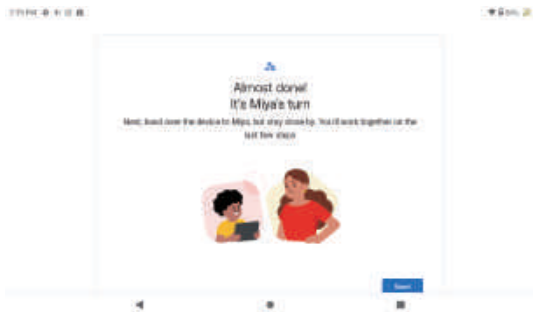 Almost done!
It's Miya's turn
Next, hand over the device to Miya, but stay close by. You'll work together on the
last few steps